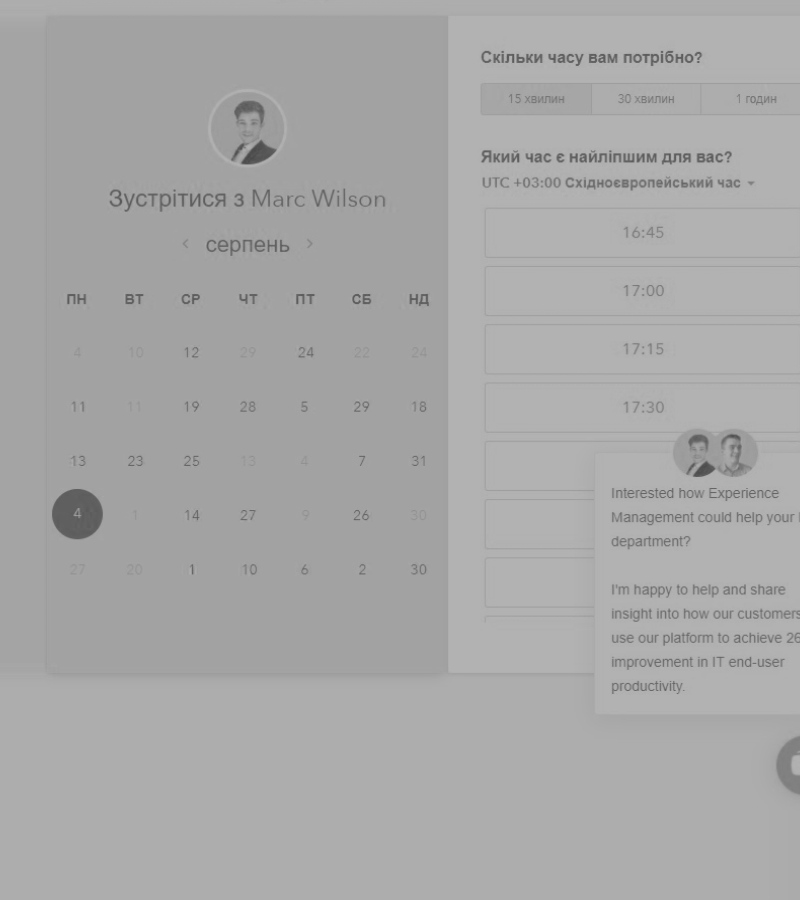 Зустрітися з Marc Wilson
серпень
ПН ВТ СР ЧТ ПТ СБ НД
4 10 12 29 24 22 24
11 11 19 28 5 29 18
13 23 25 13 4 7 31
4 1 14 27 9 26 30
27 20 1 10 6 2 30
Скільки часу вам потрібно?
15 хвилин 30 хвилин 1 годин
Який час є найліпшим для вас?
UTC +03:00 Східноєвропейський час
16:45
17:00
17:15
17:30
Interested how Experience
Management could help your
department?
I'm happy to help and share
insight into how our customers
use our platform to achieve 26
improvement in IT end-user
productivity.